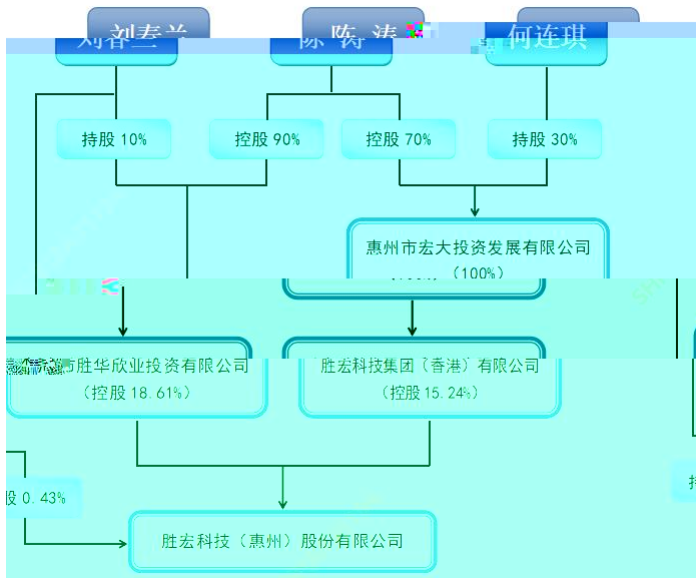 刘春兰
陈 涛
何连琪
持股 10%
控股 90%
控股 70%
持股 30%
惠州市宏大投资发展有限公司
(100%)
市胜华欣业投资有限公司
(控股 18.61%)
胜宏科技集团（香港）有限公司
(控股 15.24%)
股 0.43%
持
胜宏科技（惠州）股份有限公司